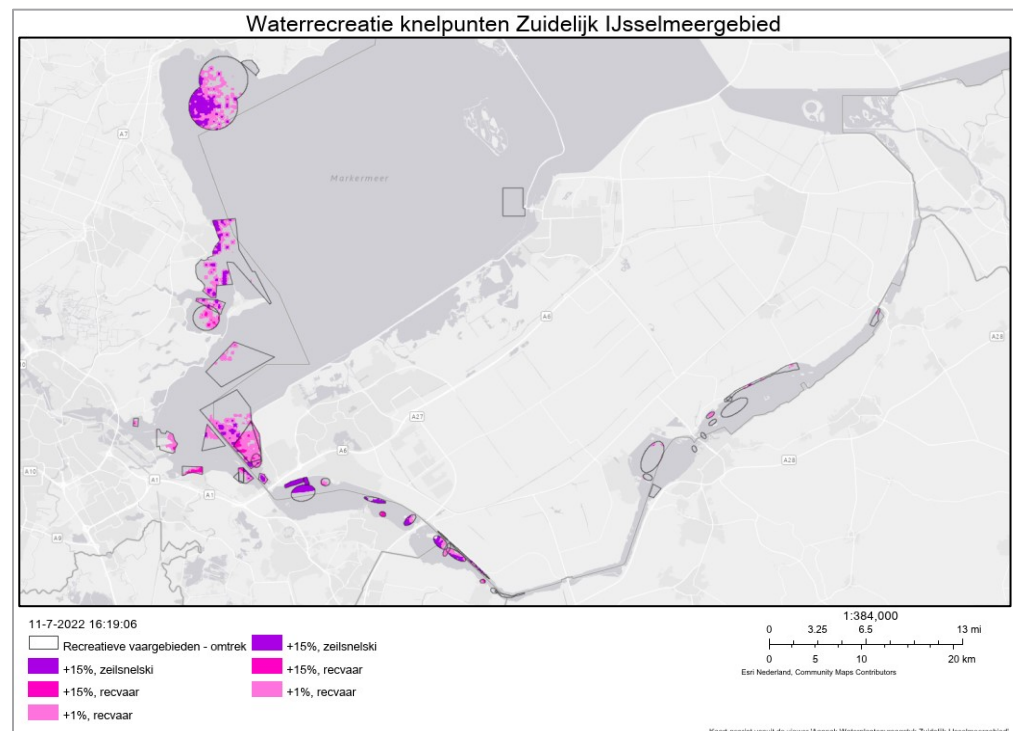 Waterrecreatie knelpunten Zuidelijk IJsselmeergebied
A7
Markermeer
A6
A28
A27
A6
A10
A1
A1
A28
A9
11-7-2022 16:19:06
Recreatieve vaargebieden - omtrek
+15%, zeilsnelski
+15%, zeilsnelski
+15%, recvaar
+15%, recvaar
+1%, recvaar
+1%, recvaar
1:384,000
0 3.25 6.5 13 mi
0 5 10 20 km
Esri Nederland, Community Maps Contributors